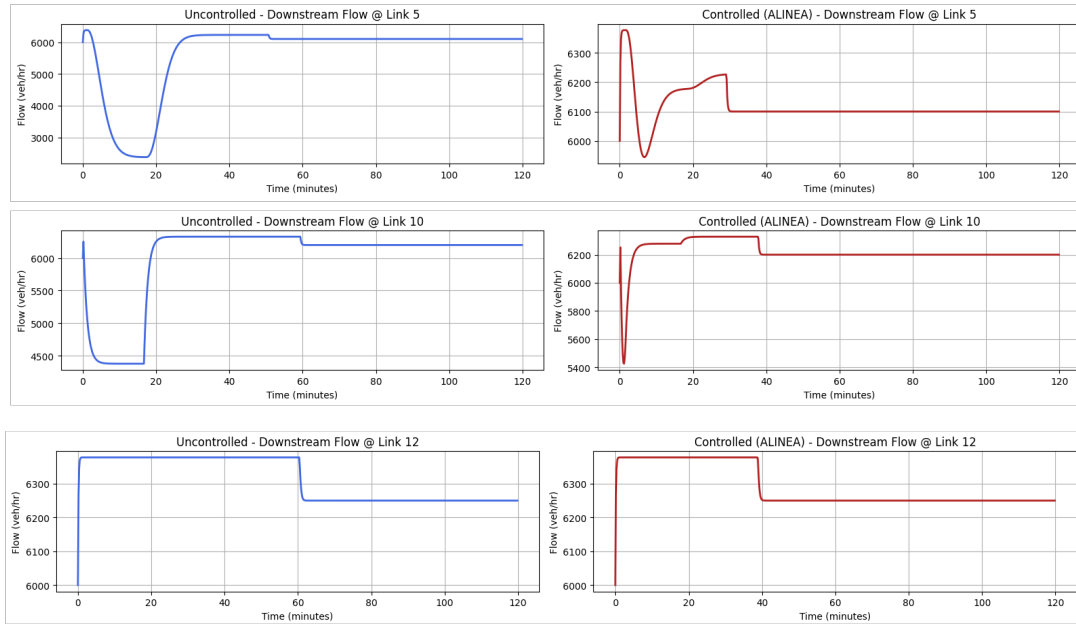 Uncontrolled - Downstream Flow @ Link 5
Flow (veh/hr)
6000
5000
4000
3000
0 20 40 60 80 100 120
Time (minutes)
Controlled (ALINEA) - Downstream Flow @ Link 5
Flow (veh/hr)
6300
6200
6100
6000
0 20 40 60 80 100 120
Time (minutes)
Uncontrolled - Downstream Flow @ Link 10
Flow (veh/hr)
6000
5500
5000
4500
0 20 40 60 80 100 120
Time (minutes)
Controlled (ALINEA) - Downstream Flow @ Link 10
Flow (veh/hr)
6200
6000
5800
5600
5400
0 20 40 60 80 100 120
Time (minutes)
Uncontrolled - Downstream Flow @ Link 12
Flow (veh/hr)
6300
6200
6100
6000
0 20 40 60 80 100 120
Time (minutes)
Controlled (ALINEA) - Downstream Flow @ Link 12
Flow (veh/hr)
6300
6200
6100
6000
0 20 40 60 80 100 120
Time (minutes)